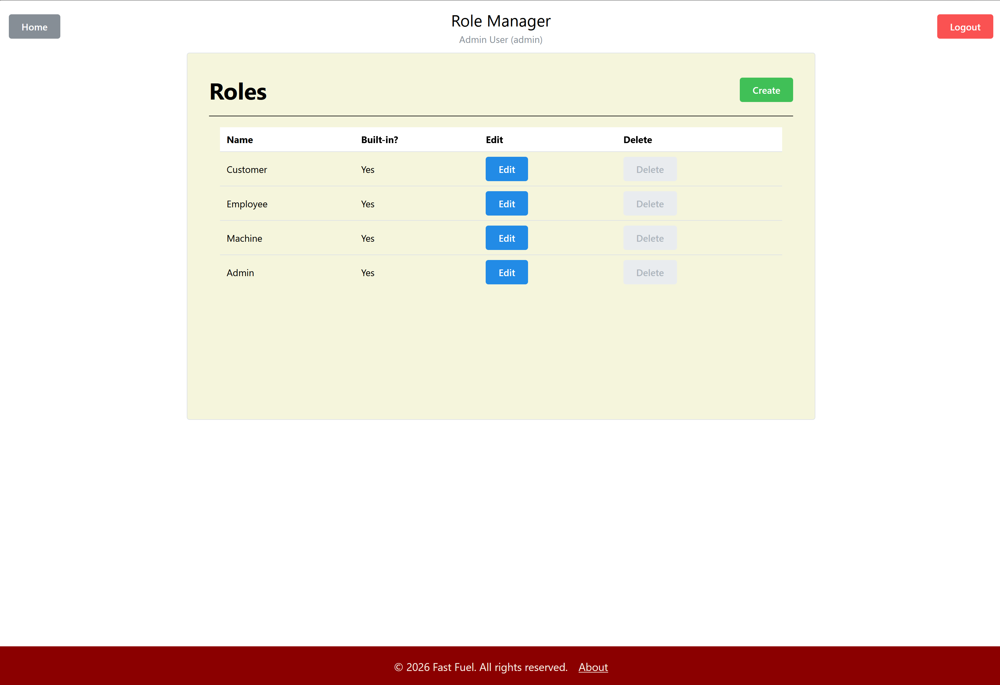 Home
Role Manager
Logout
Admin User (admin)
Roles
Create
Name Built-in? Edit Delete
Customer Yes Edit Delete
Employee Yes Edit Delete
Machine Yes Edit Delete
Admin Yes Edit Delete
© 2026 Fast Fuel. All rights reserved. About